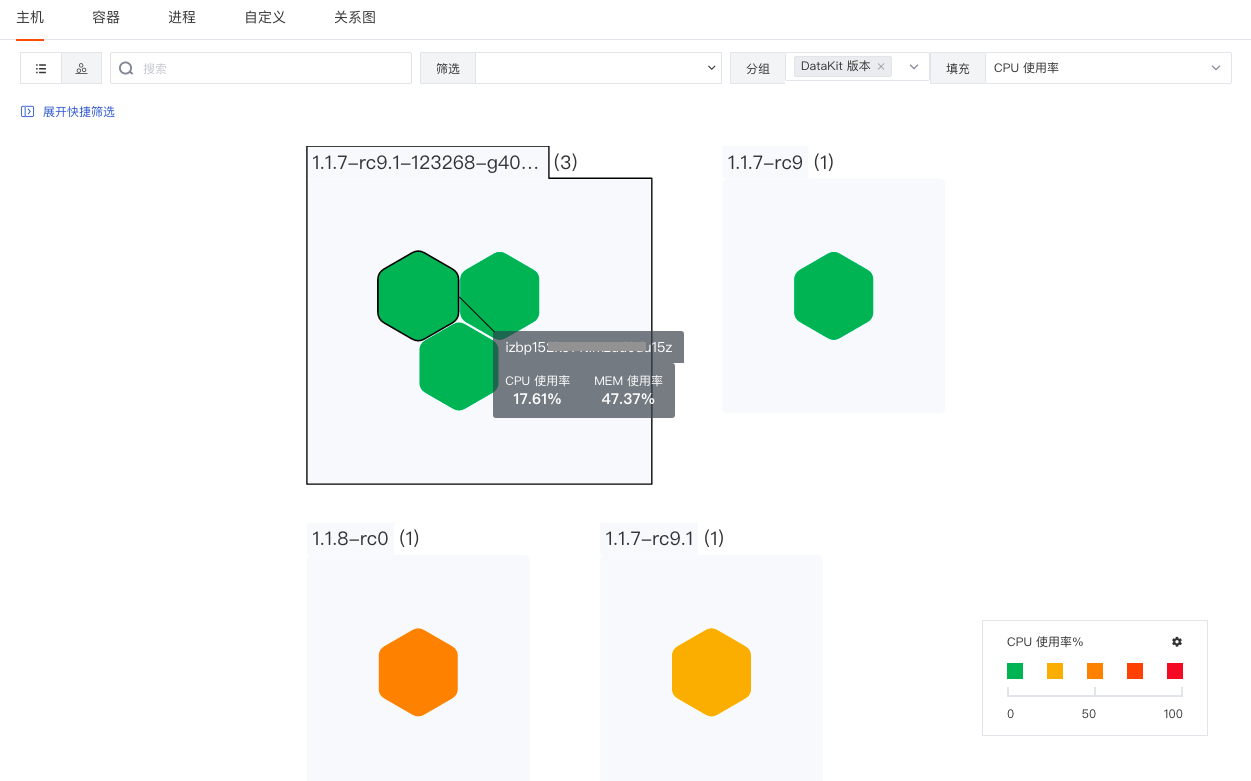 主机 容器 进程 自定义 关系图
搜索 筛选 分组 DataKit 版本 × 填充 CPU 使用率
展开快捷筛选
1.1.7-rc9.1-123268-g40... (3) 1.1.7-rc9 (1)
CPU 使用率 MEM 使用率
17.61% 47.37%
1.1.8-rc0 (1) 1.1.7-rc9.1 (1)
CPU 使用率%
0 50 100